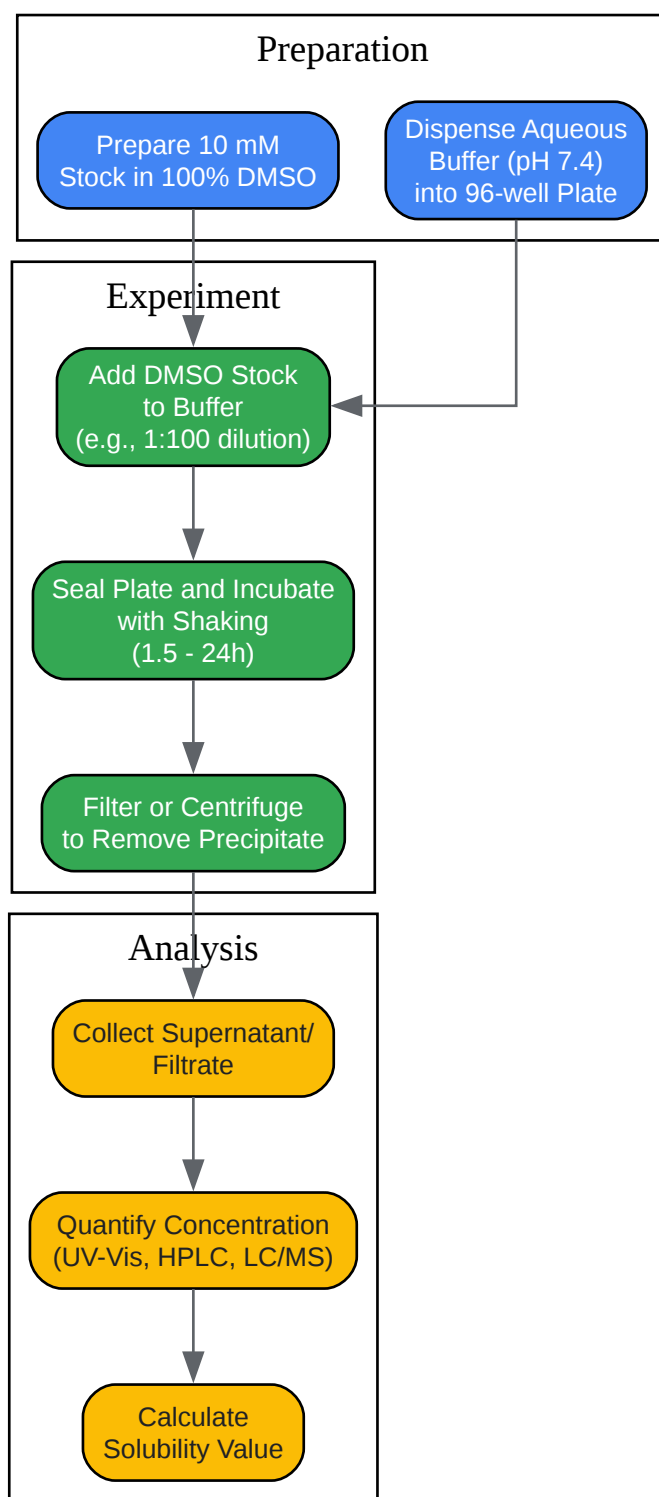 Preparation
Prepare 10 mM
Stock in 100% DMSO
Dispense Aqueous
Buffer (pH 7.4)
into 96-well Plate
Experiment
Add DMSO Stock
to Buffer
(e.g., 1:100 dilution)
Seal Plate and Incubate
with Shaking
(1.5 - 24h)
Filter or Centrifuge
to Remove Precipitate
Analysis
Collect Supernatant/
Filtrate
Quantify Concentration
(UV-Vis, HPLC, LC/MS)
Calculate
Solubility Value